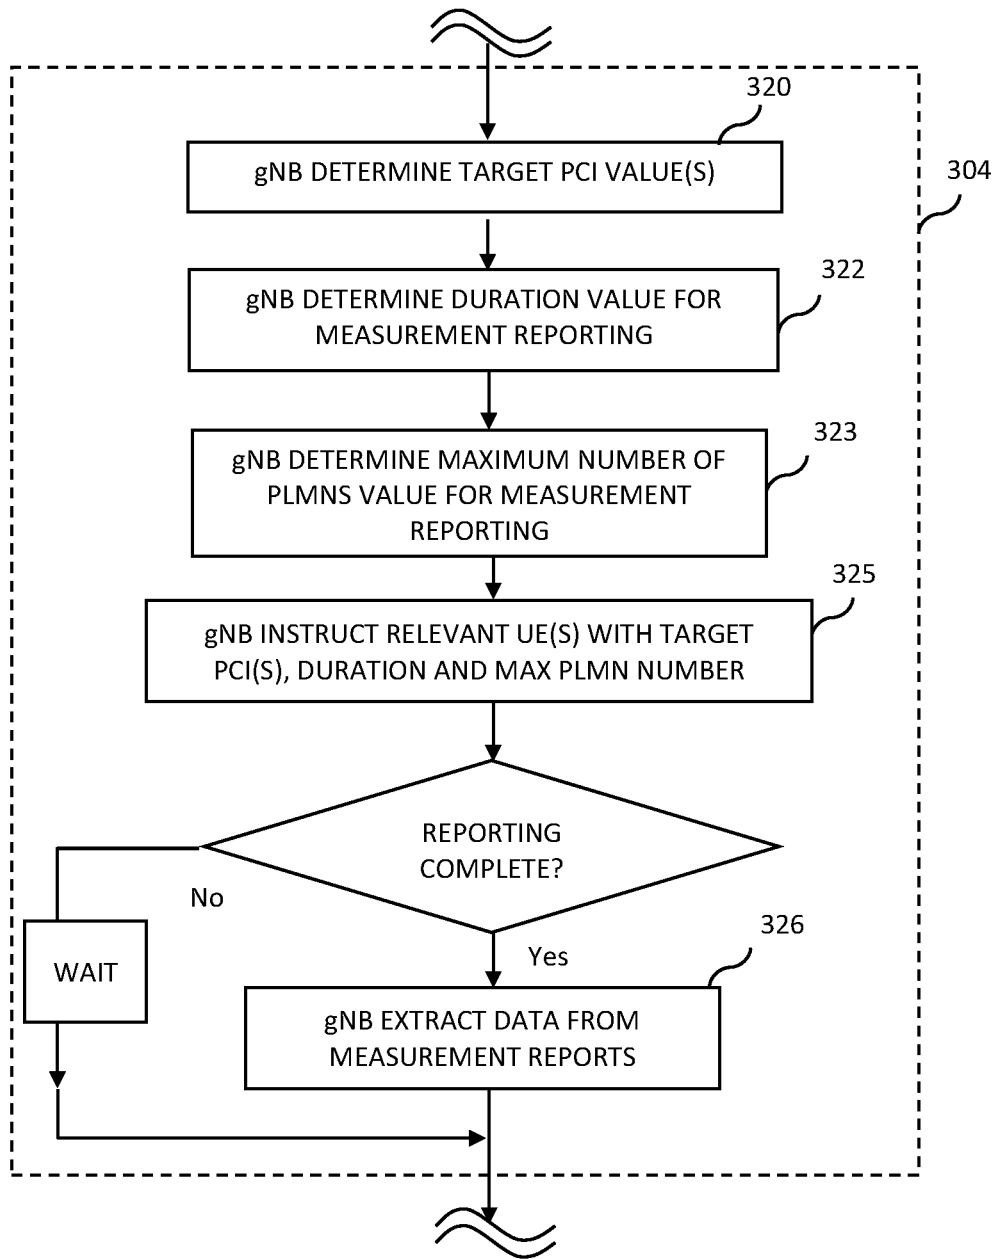 320
gNB DETERMINE TARGET PCI VALUE(S)
304
322
gNB DETERMINE DURATION VALUE FOR
MEASUREMENT REPORTING
323
gNB DETERMINE MAXIMUM NUMBER OF
PLMNS VALUE FOR MEASUREMENT
REPORTING
325
gNB INSTRUCT RELEVANT UE(S) WITH TARGET
PCI(S), DURATION AND MAX PLMN NUMBER
REPORTING
COMPLETE?
No
326
Yes
WAIT
gNB EXTRACT DATA FROM
MEASUREMENT REPORTS